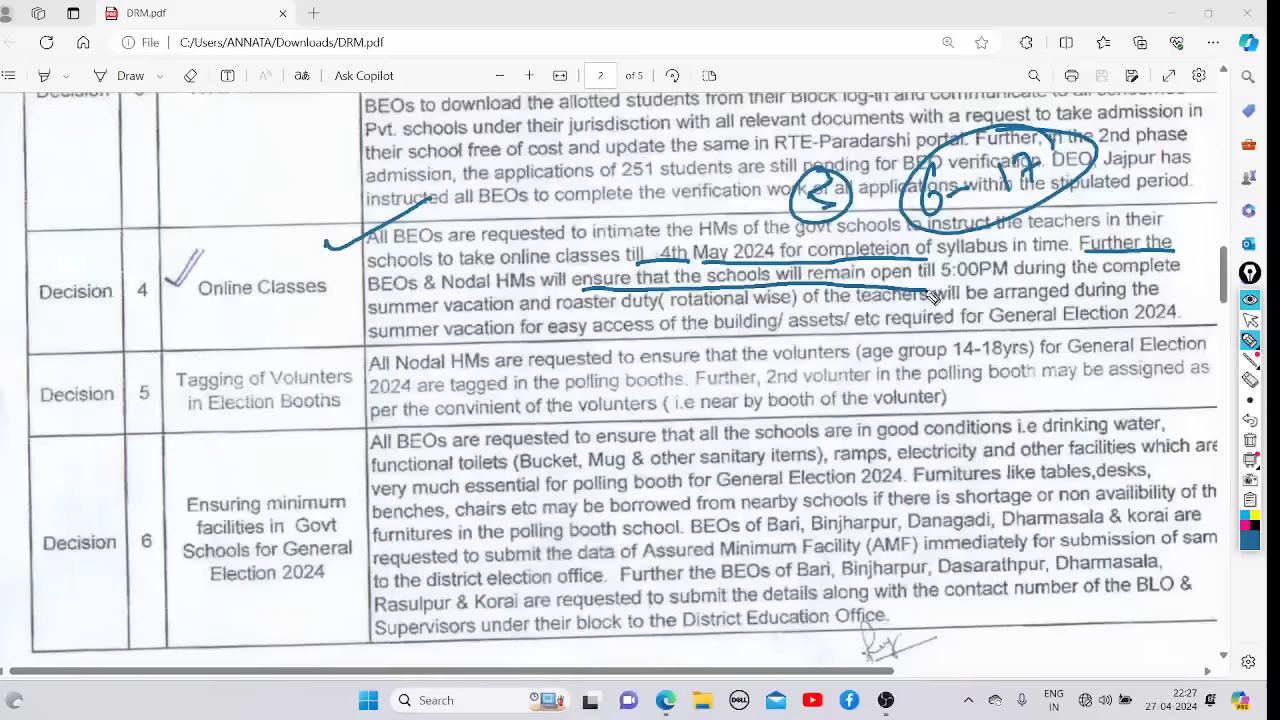 DRM.pdf
File
C:/Users/ANNATA/Downloads/DRM.pdf
Draw
Ask Copilot
2 of 5
BEOs to download the allotted students from their Block log-in and
Pvt. schools under their jurisdisction with all relevant documents with a request to take admission in
their school free of cost and update the same in RTE-Paradarshi portal. Further, in the 2nd phase
admission, the applications of 251 students are still pending for BEO verification. DEO, Jajpur has
instructed all BEOs to complete the verification work of all applications within the stipulated period.
2
6 - 17
Decision 4 Online Classes
All BEOs are requested to intimate the HMs of the govt schools to instruct the teachers in their
schools to take online classes till 4th May 2024 for completeion of syllabus in time. Further the
BEOs & Nodal HMs will ensure that the schools will remain open till 5:00PM during the complete
summer vacation and roaster duty( rotational wise) of the teachers will be arranged during the
summer vacation for easy access of the building/ assets/ etc required for General Election 2024.
Decision 5 Tagging of Volunters
in Election Booths
All Nodal HMs are requested to ensure that the volunters (age group 14-18yrs) for General Election
2024 are tagged in the polling booths. Further, 2nd volunter in the polling booth may be assigned as
per the convinient of the volunters ( i.e near by booth of the volunter)
Decision 6 Ensuring minimum
facilities in Govt
Schools for General
Election 2024
All BEOs are requested to ensure that all the schools are in good conditions i.e drinking water,
functional toilets (Bucket, Mug & other sanitary items), ramps, electricity and other facilities which are
very much essential for polling booth for General Election 2024. Furnitures like tables,desks,
benches, chairs etc may be borrowed from nearby schools if there is shortage or non availibility of th
furnitures in the polling booth school. BEOs of Bari, Binjharpur, Danagadi, Dharmasala & korai are
requested to submit the data of Assured Minimum Facility (AMF) immediately for submission of sam
to the district election office. Further the BEOs of Bari, Binjharpur, Dasarathpur, Dharmasala,
Rasulpur & Korai are requested to submit the details along with the contact number of the BLO &
Supervisors under their block to the District Education Office.
Search
DELL
ENG
IN
22:27
27-04-2024